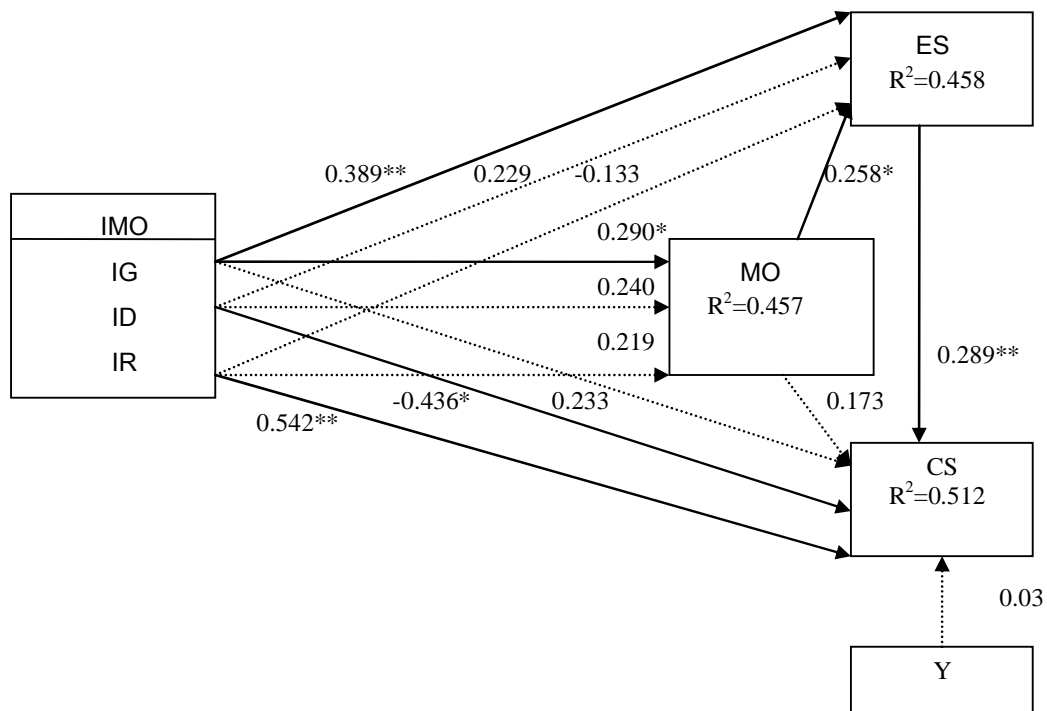 ES
R²=0.458
0.389**
0.229
-0.133
0.258*
IMO
IG
ID
IR
0.290*
0.240
0.219
MO
R²=0.457
0.289**
0.542**
-0.436*
0.233
0.173
CS
R²=0.512
0.03
Y